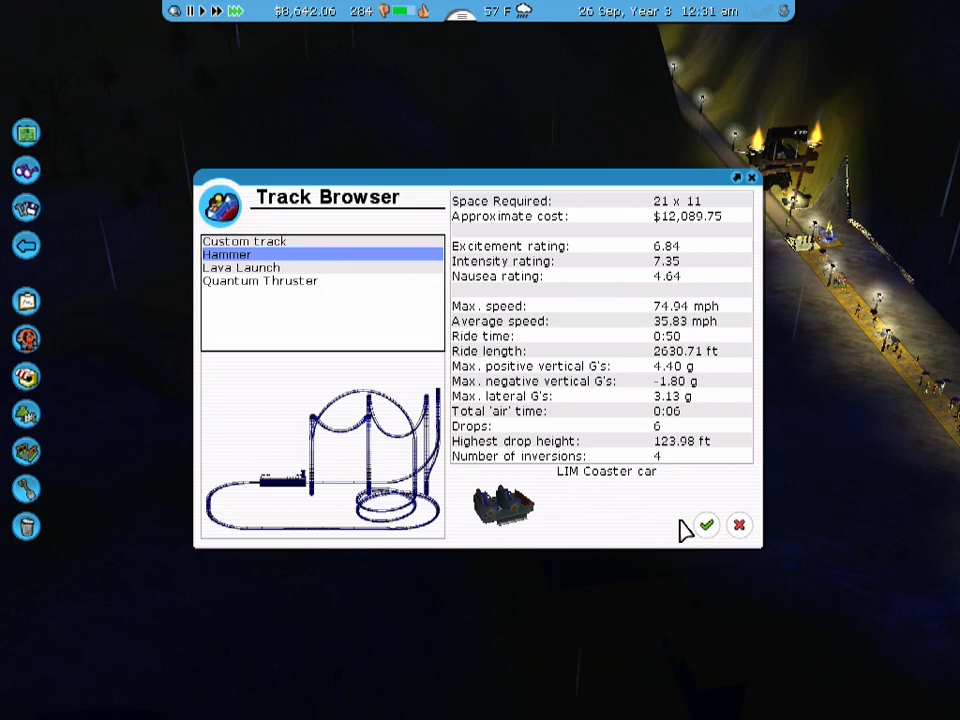 $8,642.06 284 57 F 26 Sep, Year 3 12:31 am
Track Browser
Custom track
Hammer
Lava Launch
Quantum Thruster
Space Required: 21 x 11
Approximate cost: $12,089.75
Excitement rating: 6.84
Intensity rating: 7.35
Nausea rating: 4.64
Max. speed: 74.94 mph
Average speed: 35.83 mph
Ride time: 0:50
Ride length: 2630.71 ft
Max. positive vertical G's: 4.40 g
Max. negative vertical G's: -1.80 g
Max. lateral G's: 3.13 g
Total 'air' time: 0:06
Drops: 6
Highest drop height: 123.98 ft
Number of inversions: 4
LIM Coaster car